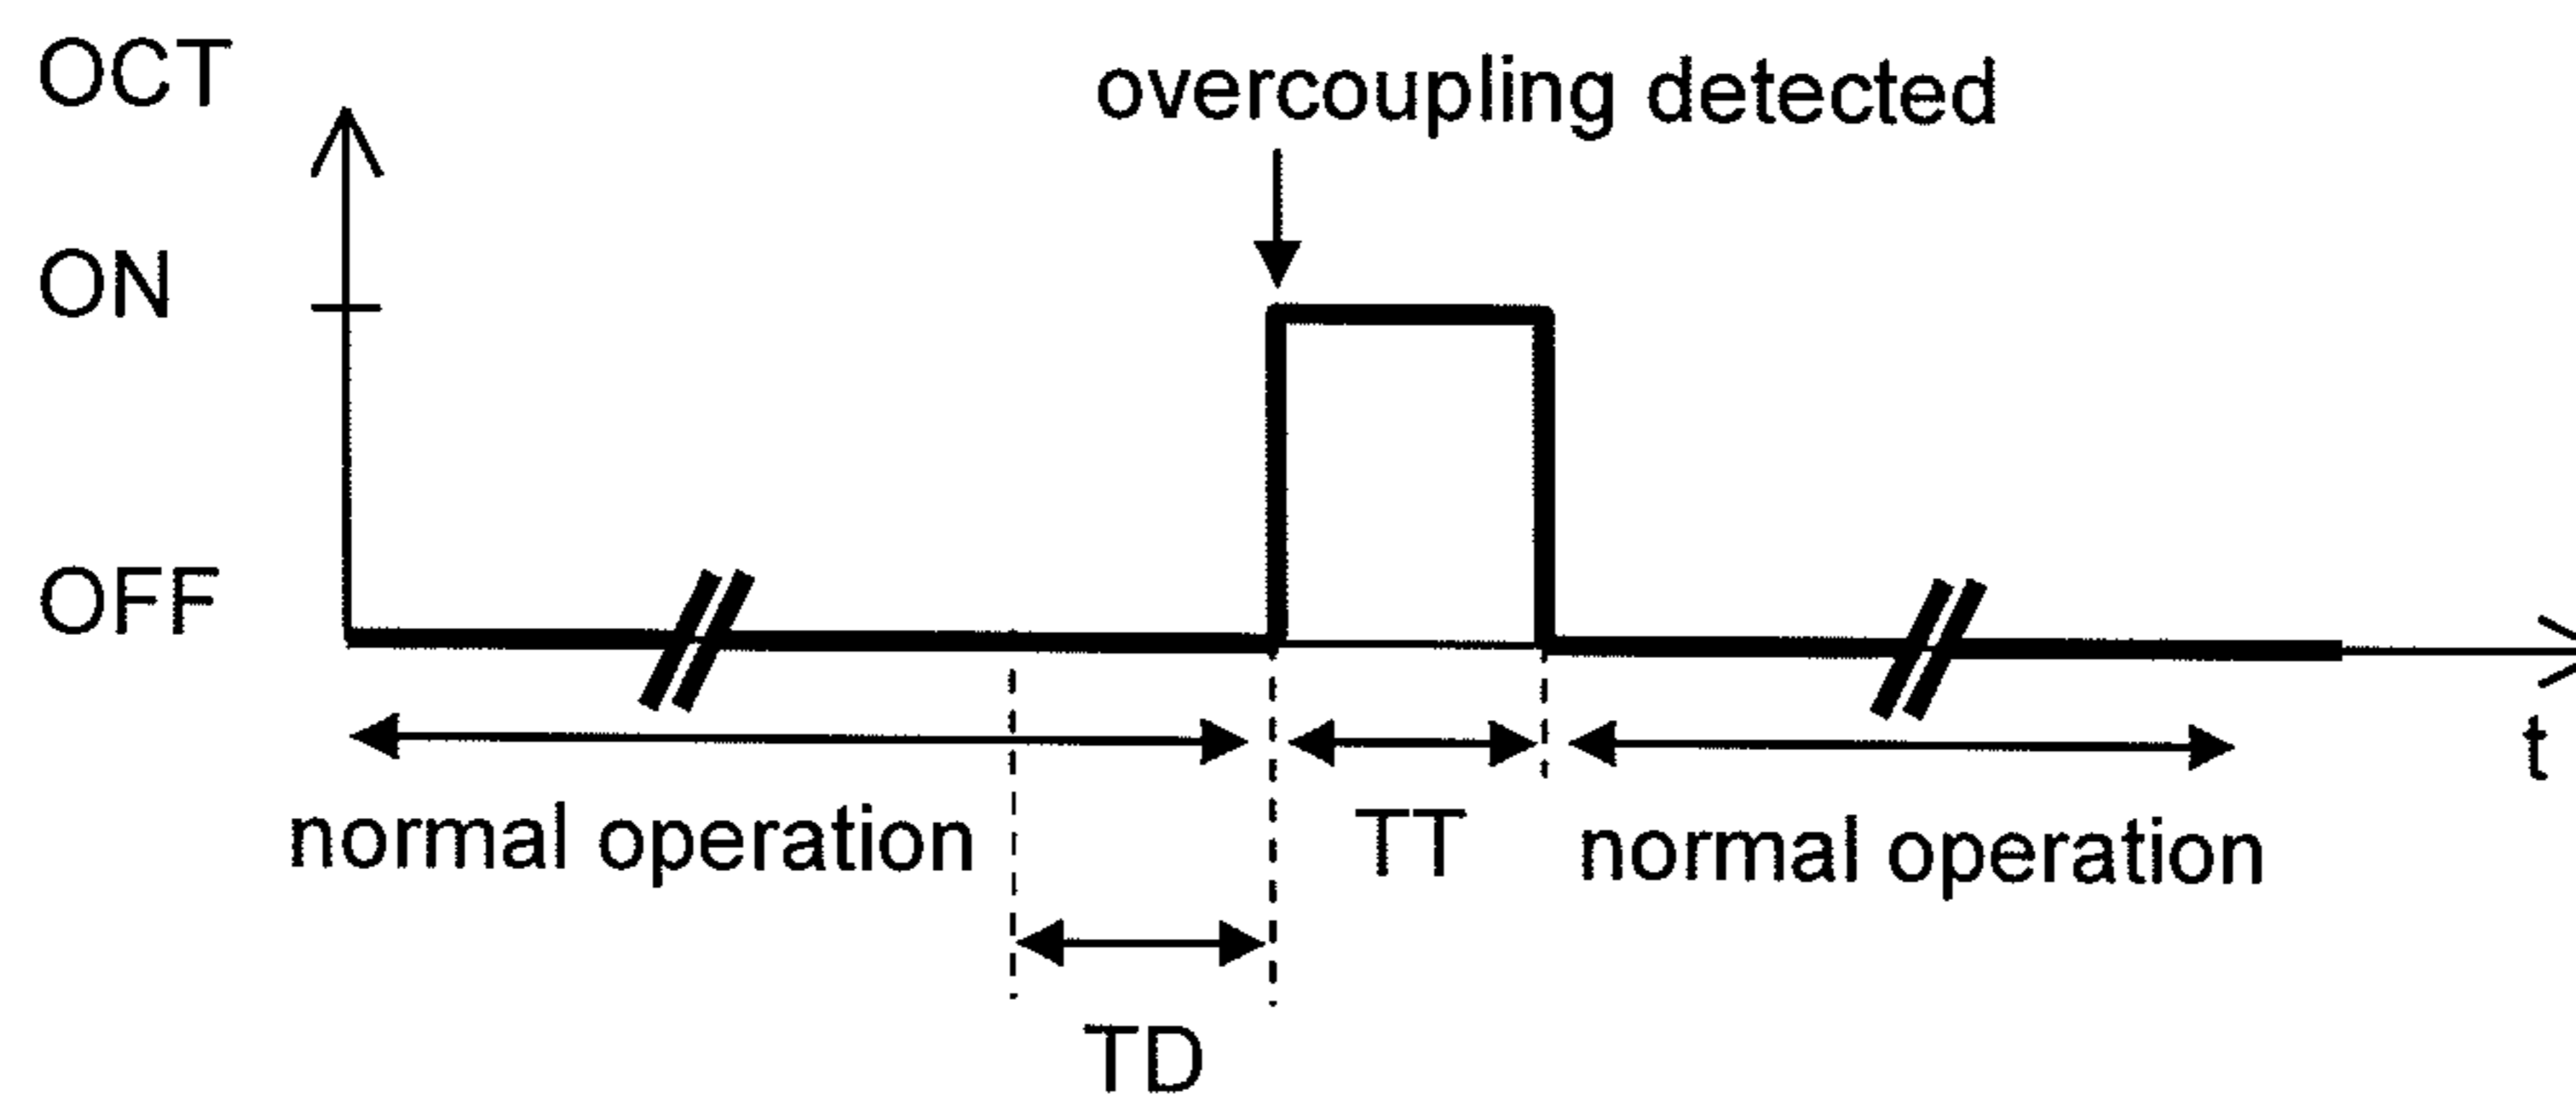 OCT
overcoupling detected
ON
OFF
t
normal operation
TT
normal operation
TD